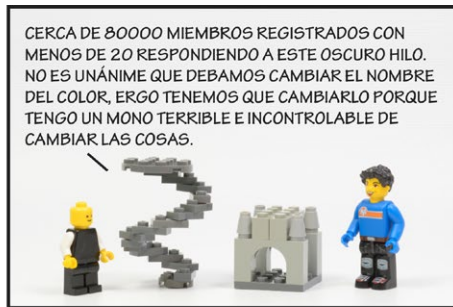 CERCA DE 80000 MIEMBROS REGISTRADOS CON
MENOS DE 20 RESPONDIENDO A ESTE OSCURO HILO.
NO ES UNÁNIME QUE DEBAMOS CAMBIAR EL NOMBRE
DEL COLOR, ERGO TENEMOS QUE CAMBIARLO PORQUE
TENGO UN MONO TERRIBLE E INCONTROLABLE DE
CAMBIAR LAS COSAS.